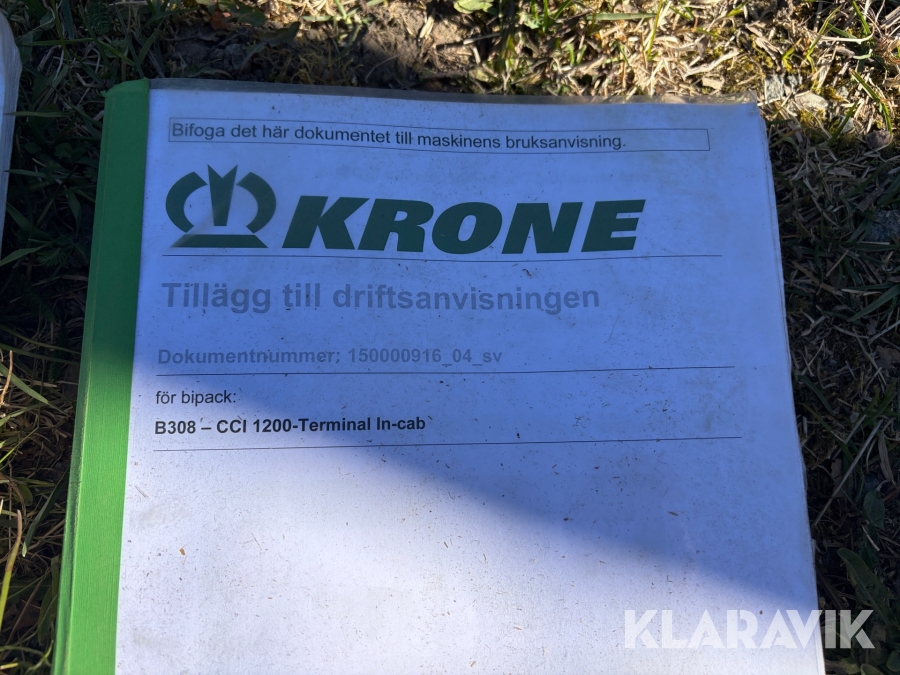 Bifoga det här dokumentet till maskinens bruksanvisning.
KRONE
Tillägg till driftsanvisningen
Dokumentnummer: 150000916_04_sv
för bipack:
B308 – CCI 1200-Terminal In-cab
KLARAVIK